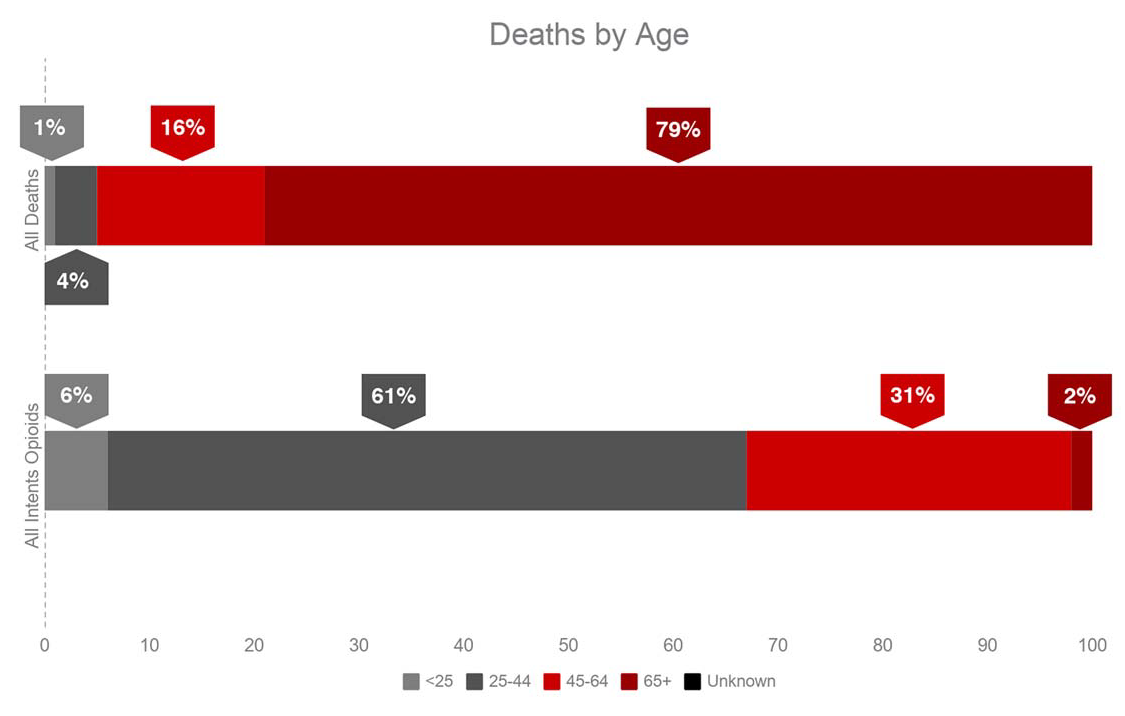 Deaths by Age
1%
16%
79%
All Deaths
4%
6%
61%
31%
2%
All Intents Opioids
0 10 20 30 40 50 60 70 80 90 100
<25 25-44 45-64 65+ Unknown